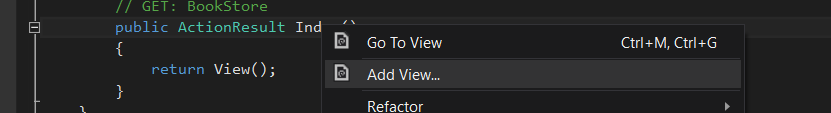 // GET: BookStore
public ActionResult Ind
{
return View();
}
}
Go To View Ctrl+M, Ctrl+G
Add View...
Refactor